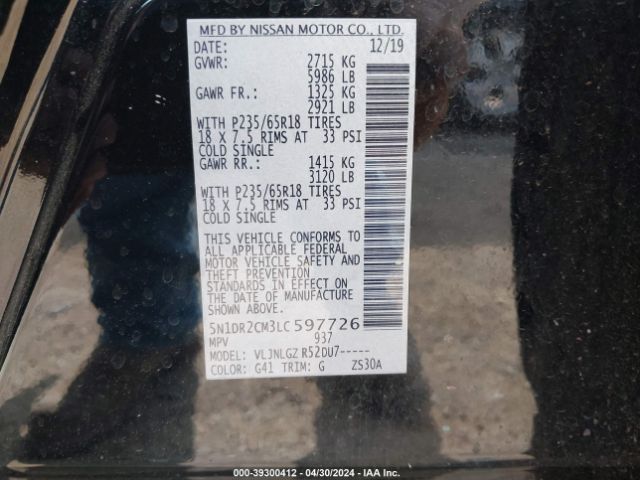 MFD BY NISSAN MOTOR CO., LTD.
DATE: 12/19
GVWR: 2715 KG
5986 LB
GAWR FR.: 1325 KG
2921 LB
WITH P235/65R18 TIRES
18 X 7.5 RIMS AT 33 PSI
COLD SINGLE
GAWR RR.: 1415 KG
3120 LB
WITH P235/65R18 TIRES
18 X 7.5 RIMS AT 33 PSI
COLD SINGLE
THIS VEHICLE CONFORMS TO
ALL APPLICABLE FEDERAL
MOTOR VEHICLE SAFETY AND
THEFT PREVENTION
STANDARDS IN EFFECT ON
THE DATE OF MANUFACTURE
SHOWN ABOVE.
5N1DR2CM3LC597726
MPV 937
MODEL: VLJNLGZ R52DU7-----
COLOR: G41 TRIM: G ZS30A
000-39300412 - 04/30/2024 - IAA Inc.